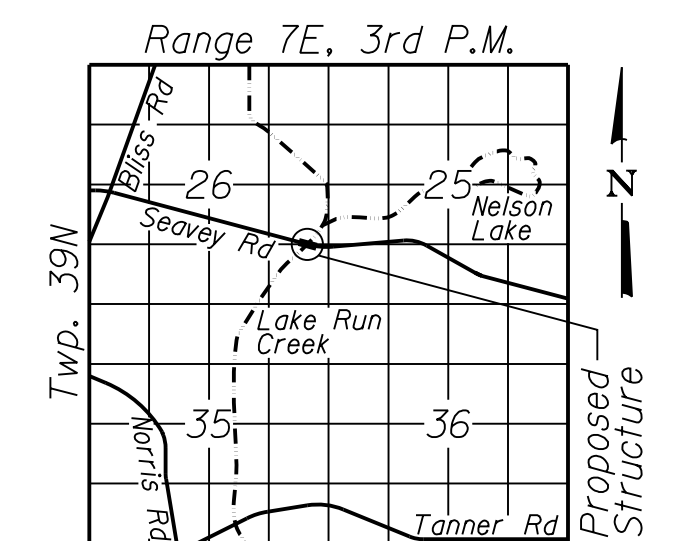 Range 7E, 3rd P.M.
Bliss Rd
26
25
N
Nelson
Lake
Seavey Rd
Twp. 39N
Lake Run
Creek
35
36
Norris Rd
Proposed
Structure
Tanner Rd